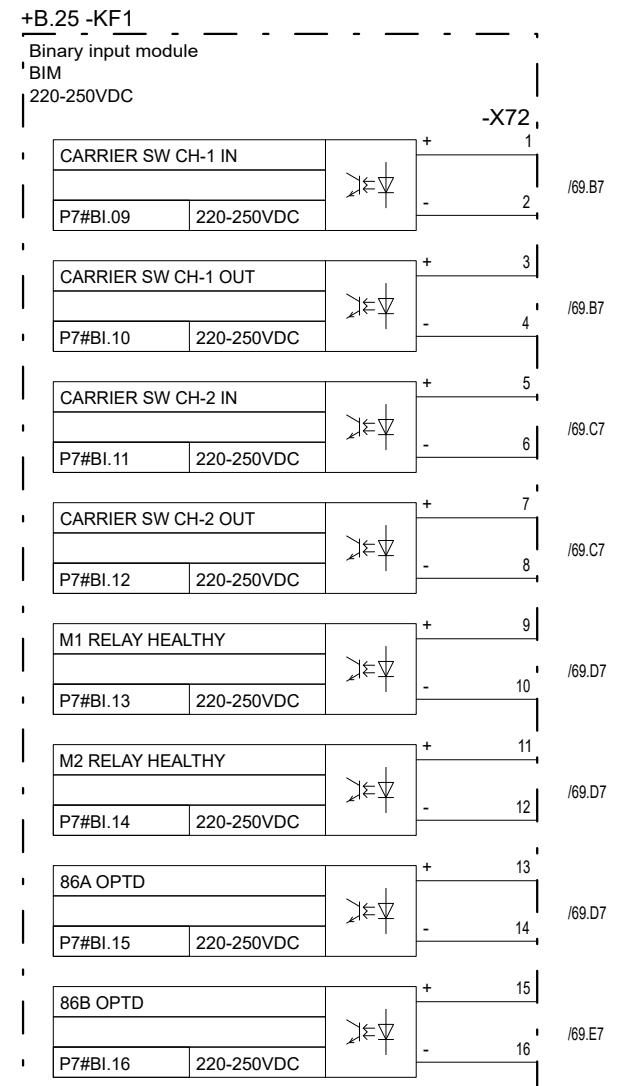 +B.25 -KF1
Binary input module
BIM
220-250VDC
-X72
CARRIER SW CH-1 IN
+ 1
/69.B7
- 2
P7#BI.09 220-250VDC
CARRIER SW CH-1 OUT
+ 3
/69.B7
- 4
P7#BI.10 220-250VDC
CARRIER SW CH-2 IN
+ 5
/69.C7
- 6
P7#BI.11 220-250VDC
CARRIER SW CH-2 OUT
+ 7
/69.C7
- 8
P7#BI.12 220-250VDC
M1 RELAY HEALTHY
+ 9
/69.D7
- 10
P7#BI.13 220-250VDC
M2 RELAY HEALTHY
+ 11
/69.D7
- 12
P7#BI.14 220-250VDC
86A OPTD
+ 13
/69.D7
- 14
P7#BI.15 220-250VDC
86B OPTD
+ 15
/69.E7
- 16
P7#BI.16 220-250VDC